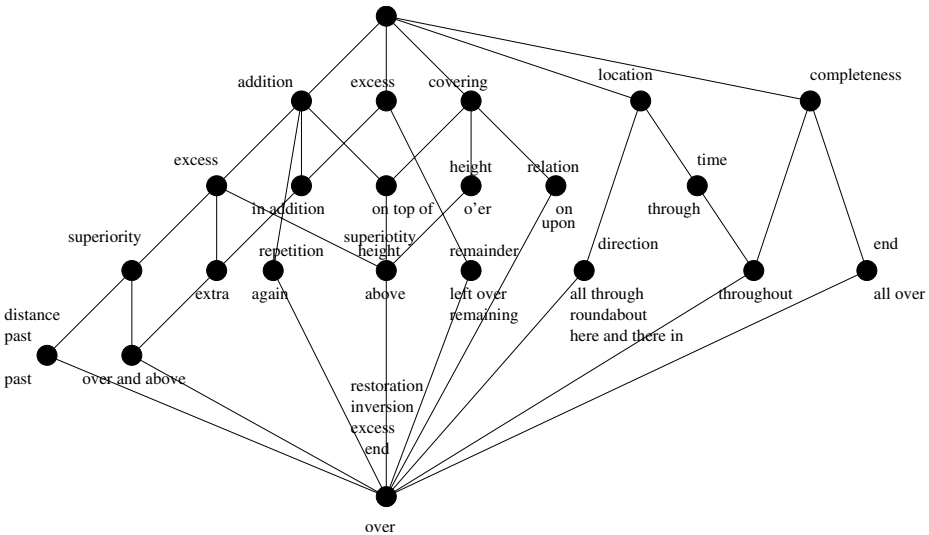 addition
excess
covering
location
completeness
excess
height
relation
time
in addition
on top of
o'er
on
upon
through
superiority
repetition
superiotity
height
remainder
direction
end
extra
again
above
left over
remaining
all through
roundabout
here and there in
throughout
all over
distance
past
past
over and above
restoration
inversion
excess
end
over